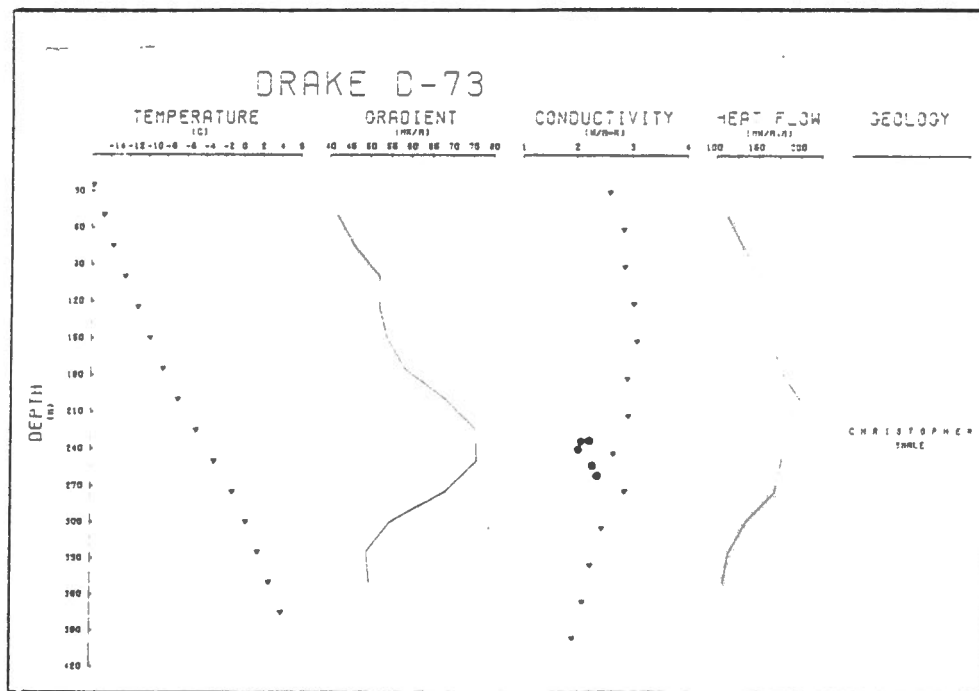 DRAKE D-73
TEMPERATURE GRADIENT CONDUCTIVITY HEAT FLOW GEOLOGY
(C) (MK/M) (W/M-K) (MW/M.M)
-14 -12 -10 -8 -6 -4 -2 0 2 4 6 40 45 50 55 60 65 70 75 80 1 2 3 4 100 150 200
30
60
90
120
150
180
210
DEPTH
(M)
CHRISTOPHER
SHALE
240
270
300
330
360
390
420